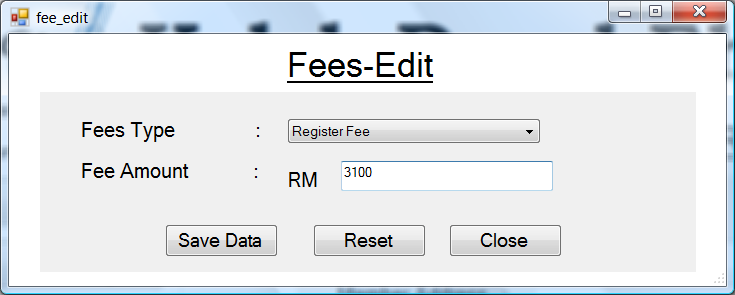 fee_edit
Fees-Edit
Fees Type : Register Fee
Fee Amount : RM 3100
Save Data Reset Close